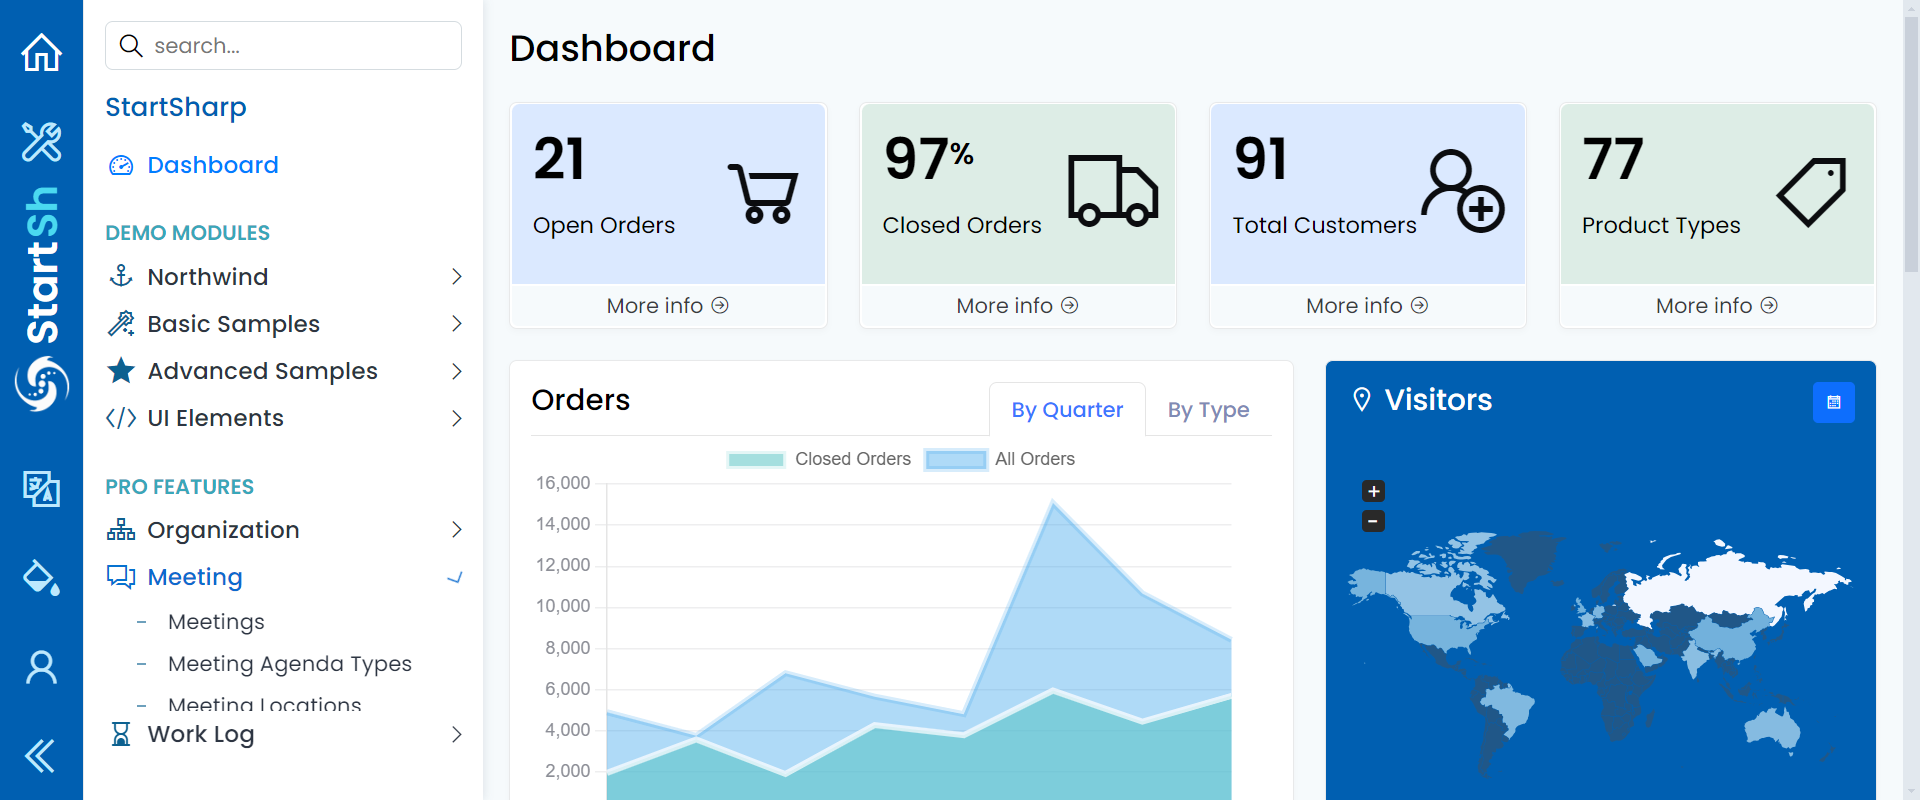 StartSh
search...
StartSharp
Dashboard
DEMO MODULES
Northwind
Basic Samples
Advanced Samples
UI Elements
PRO FEATURES
Organization
Meeting
Meetings
Meeting Agenda Types
Meeting Locations
Work Log
Dashboard
21
Open Orders
More info
97%
Closed Orders
More info
91
Total Customers
More info
77
Product Types
More info
Orders
By Quarter
By Type
Closed Orders
All Orders
16,000
14,000
12,000
10,000
8,000
6,000
4,000
2,000
Visitors
+
−